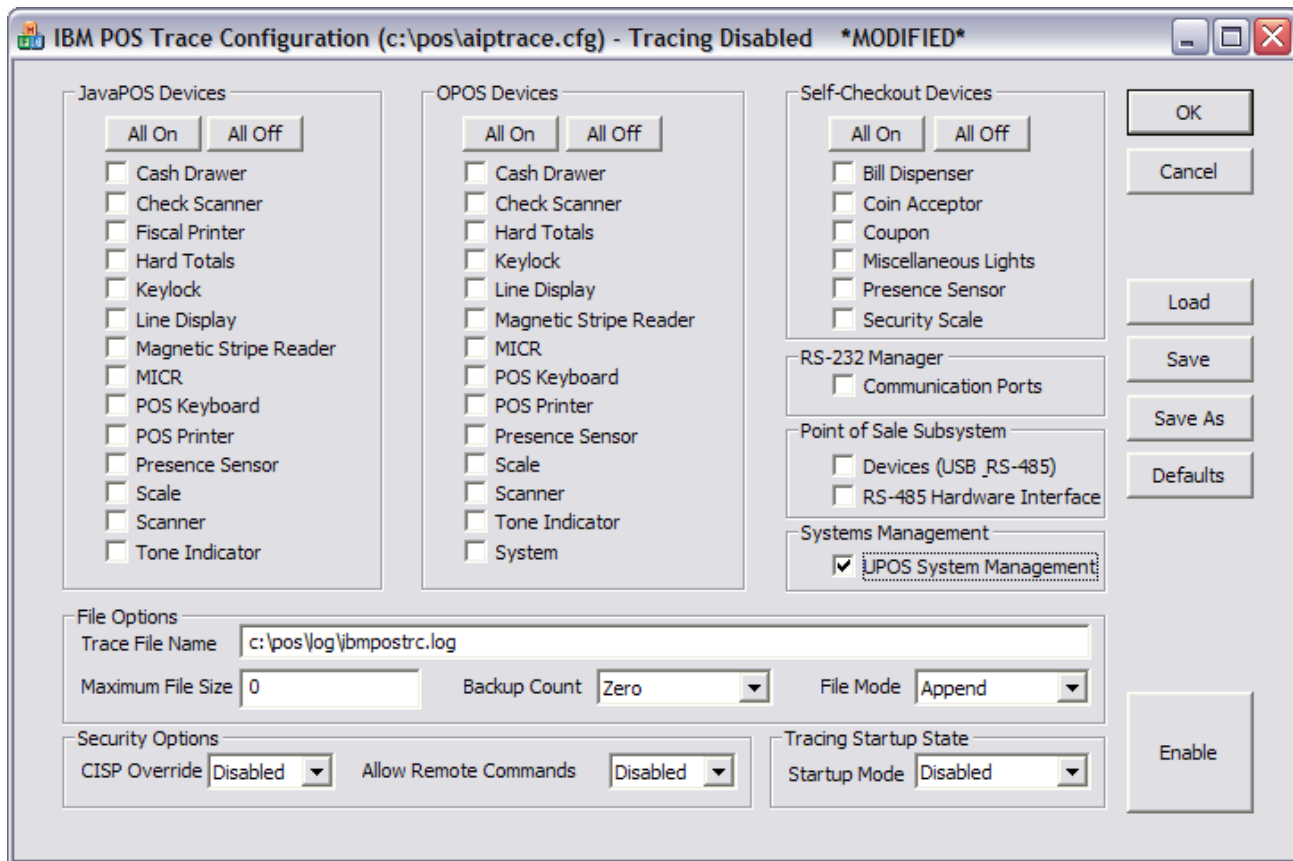 IBM POS Trace Configuration (c:\pos\aiptrace.cfg) - Tracing Disabled *MODIFIED*
JavaPOS Devices
All On All Off
Cash Drawer
Check Scanner
Fiscal Printer
Hard Totals
Keylock
Line Display
Magnetic Stripe Reader
MICR
POS Keyboard
POS Printer
Presence Sensor
Scale
Scanner
Tone Indicator
OPOS Devices
All On All Off
Cash Drawer
Check Scanner
Hard Totals
Keylock
Line Display
Magnetic Stripe Reader
MICR
POS Keyboard
POS Printer
Presence Sensor
Scale
Scanner
Tone Indicator
System
Self-Checkout Devices
All On All Off
Bill Dispenser
Coin Acceptor
Coupon
Miscellaneous Lights
Presence Sensor
Security Scale
RS-232 Manager
Communication Ports
Point of Sale Subsystem
Devices (USB_RS-485)
RS-485 Hardware Interface
Systems Management
UPOS System Management
OK
Cancel
Load
Save
Save As
Defaults
File Options
Trace File Name c:\pos\log\ibmpostrc.log
Maximum File Size 0 Backup Count Zero File Mode Append
Security Options
CISP Override Disabled Allow Remote Commands Disabled
Tracing Startup State
Startup Mode Disabled
Enable